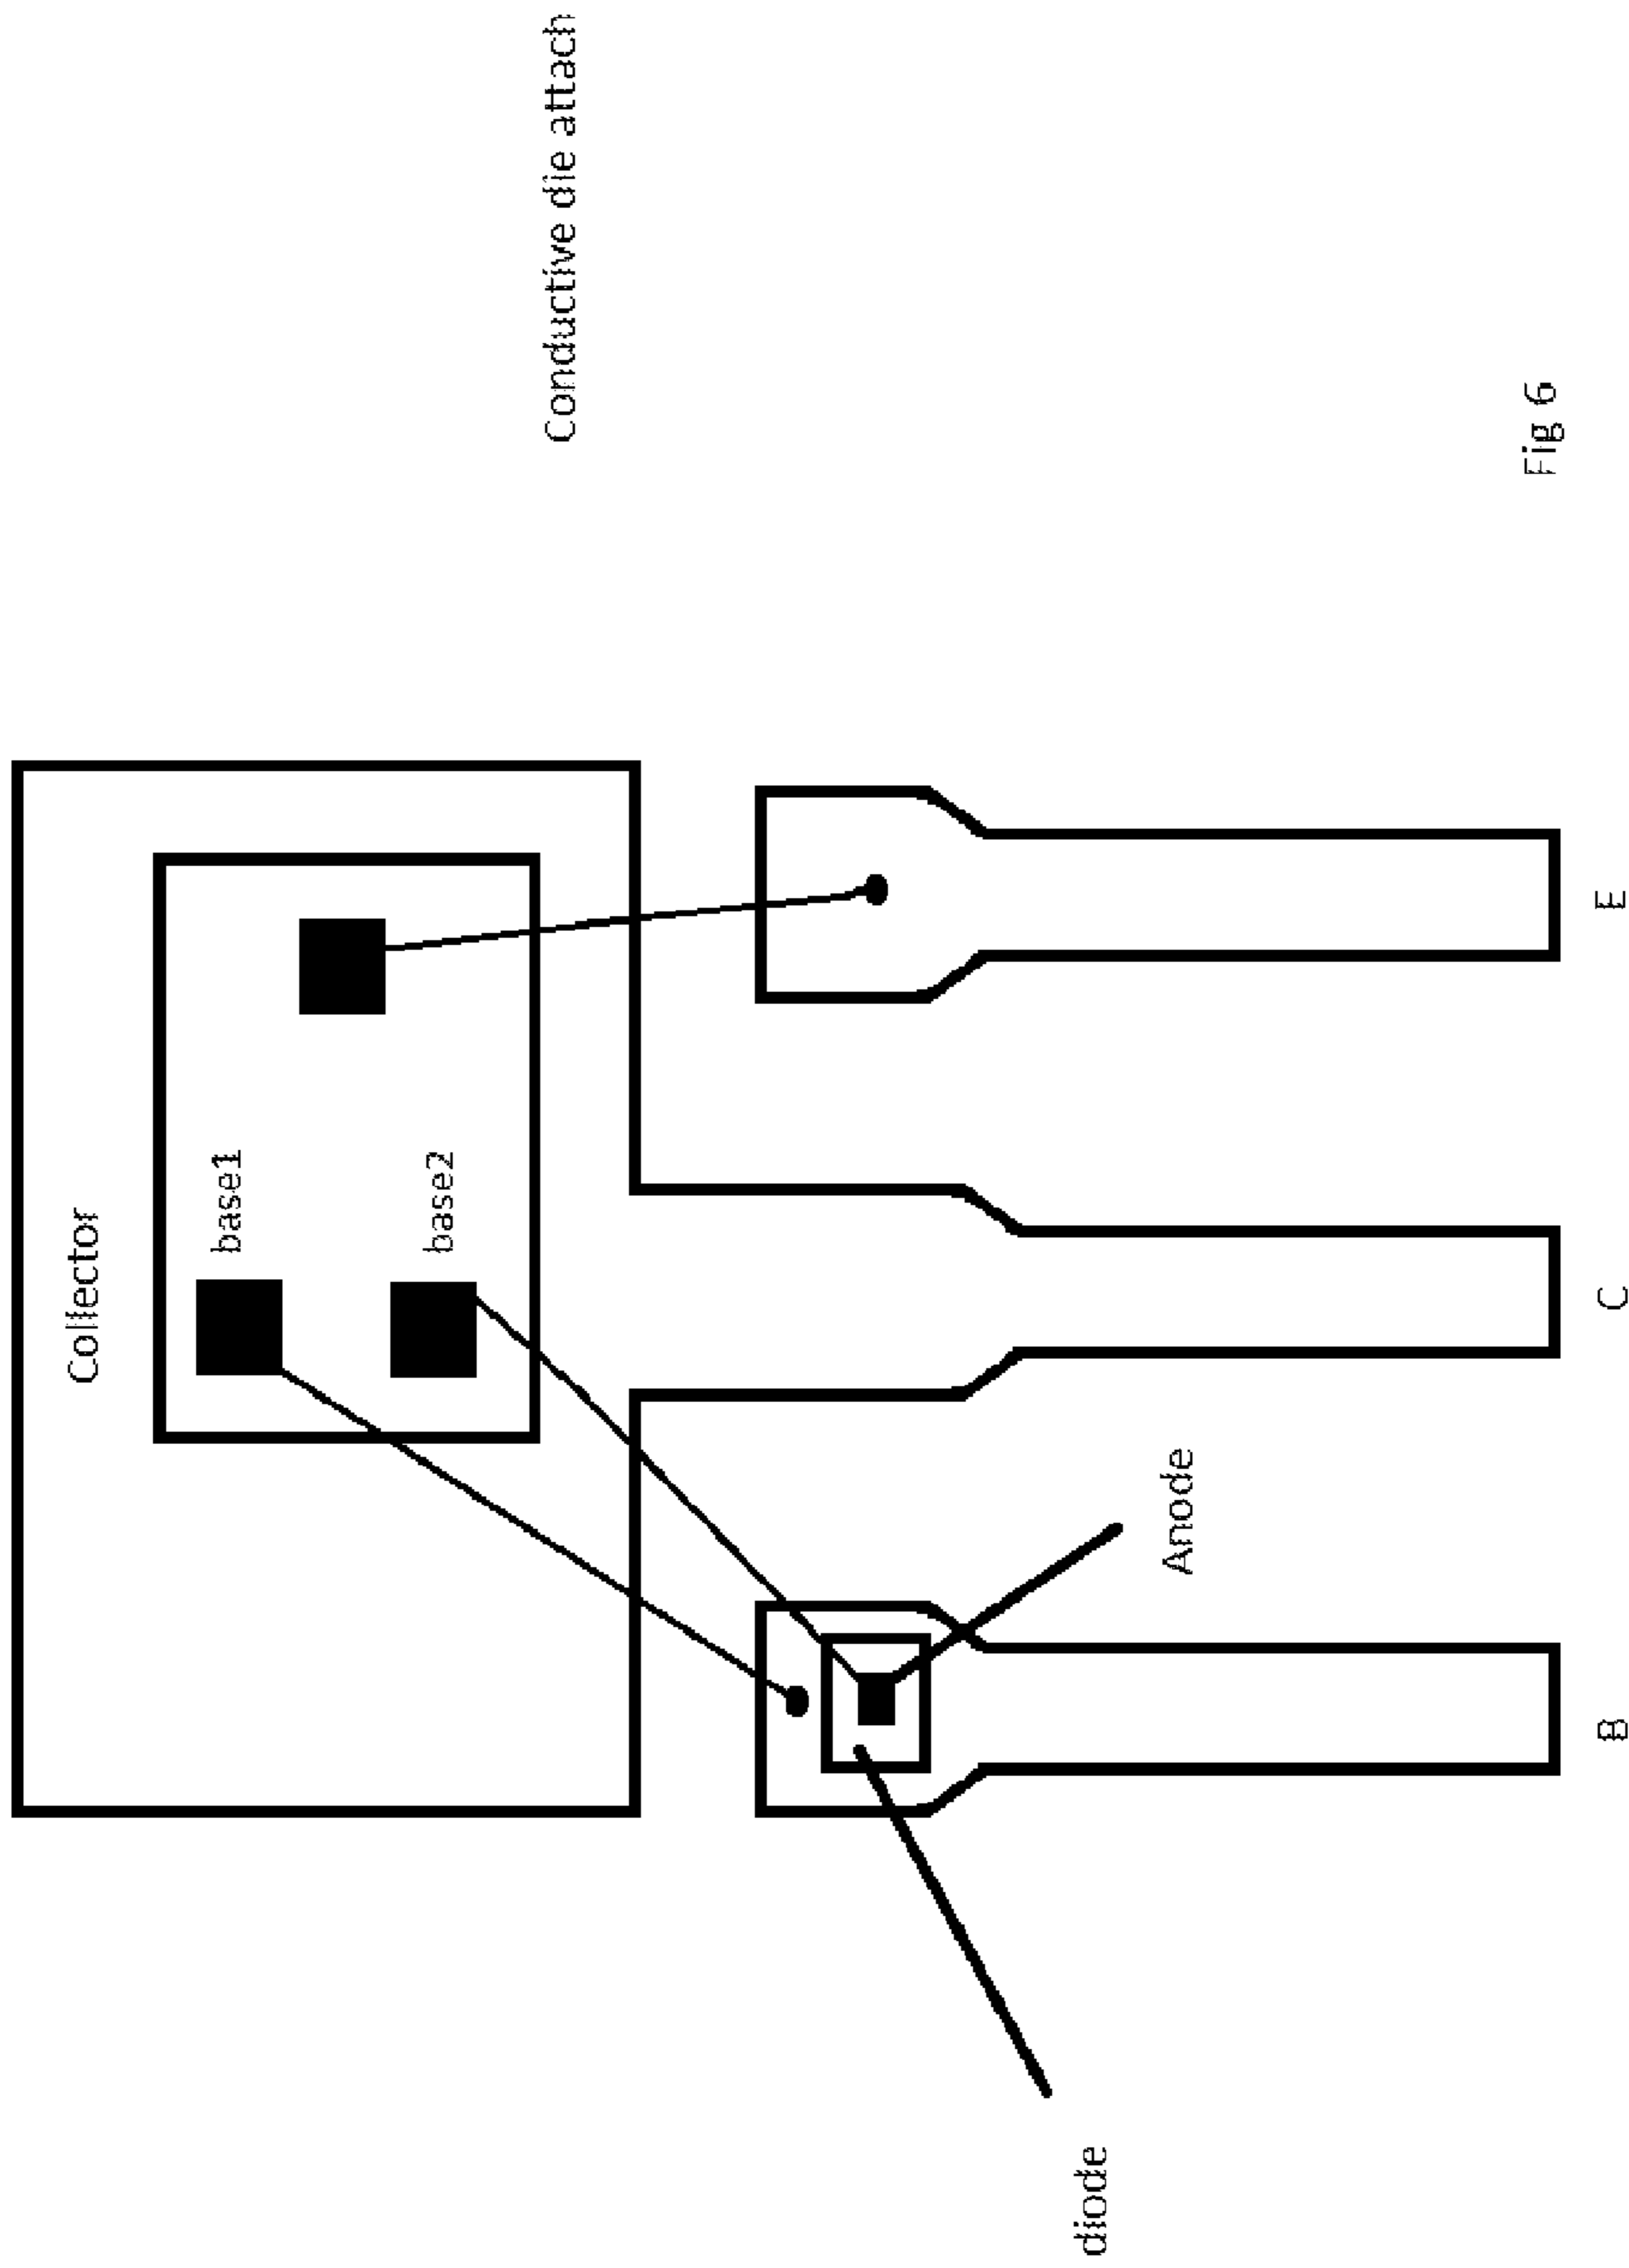 Collector
base1
base2
Conductive die attach
diode
Anode
B
C
E
Fig 6